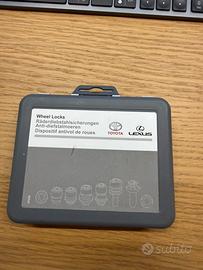 Wheel Locks
Räderdiebstahlsicherungen
Anti-diefstalmoeren
Dispositif antivol de roues
TOYOTA
LEXUS
subito